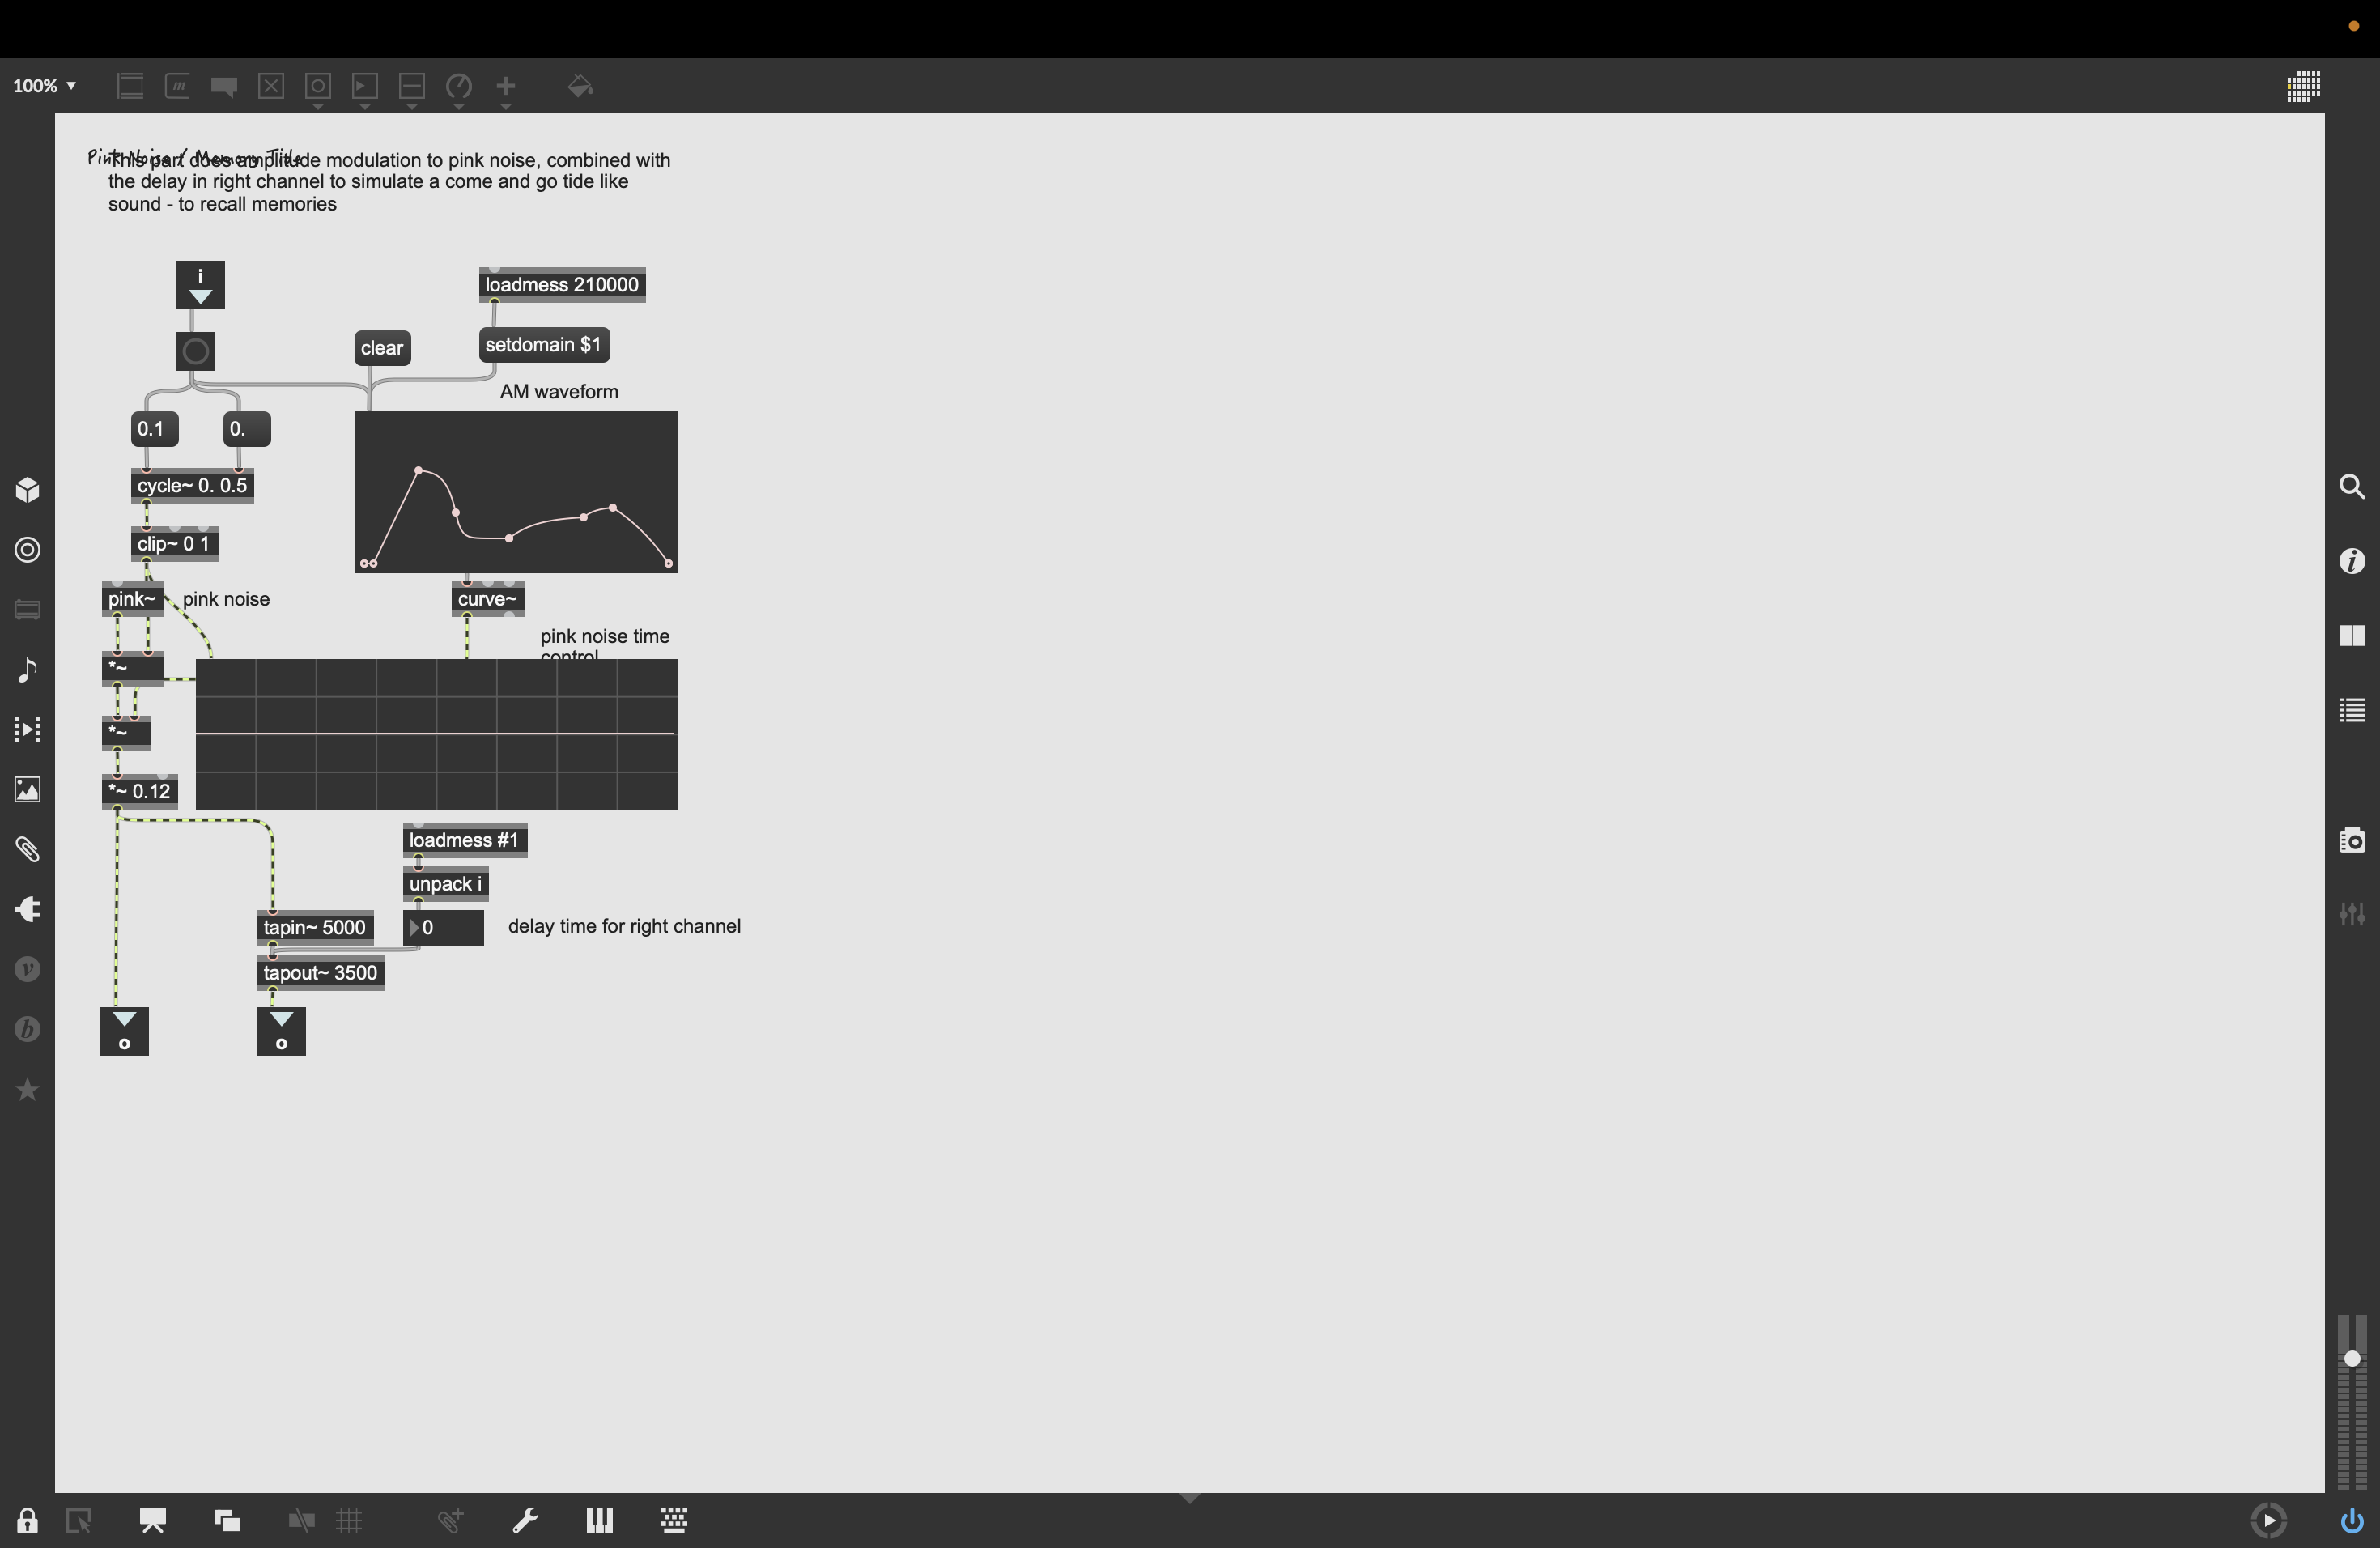 100%
Pink Noise / Memory Tide
This part does amplitude modulation to pink noise, combined with
the delay in right channel to simulate a come and go tide like
sound - to recall memories
i
loadmess 210000
clear
setdomain $1
AM waveform
0.1
0.
cycle~ 0. 0.5
clip~ 0 1
pink~
pink noise
curve~
pink noise time
control
*~
*~
*~ 0.12
loadmess #1
unpack i
tapin~ 5000
0
delay time for right channel
tapout~ 3500
o
o